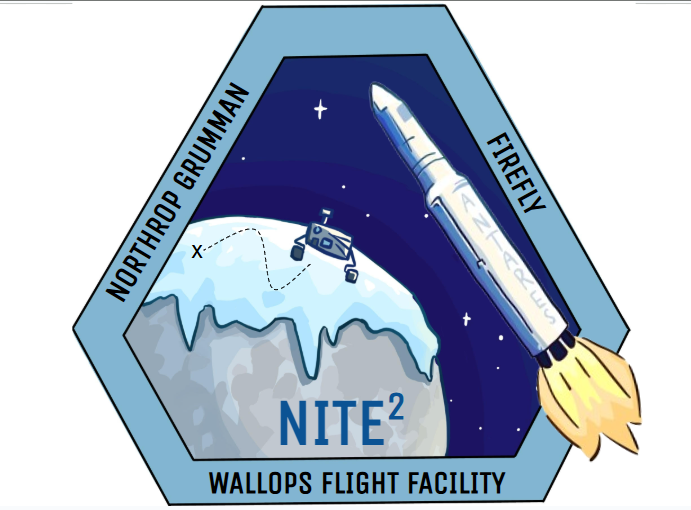 NORTHROP GRUMMAN
FIREFLY
ANTARES
X
NITE²
WALLOPS FLIGHT FACILITY